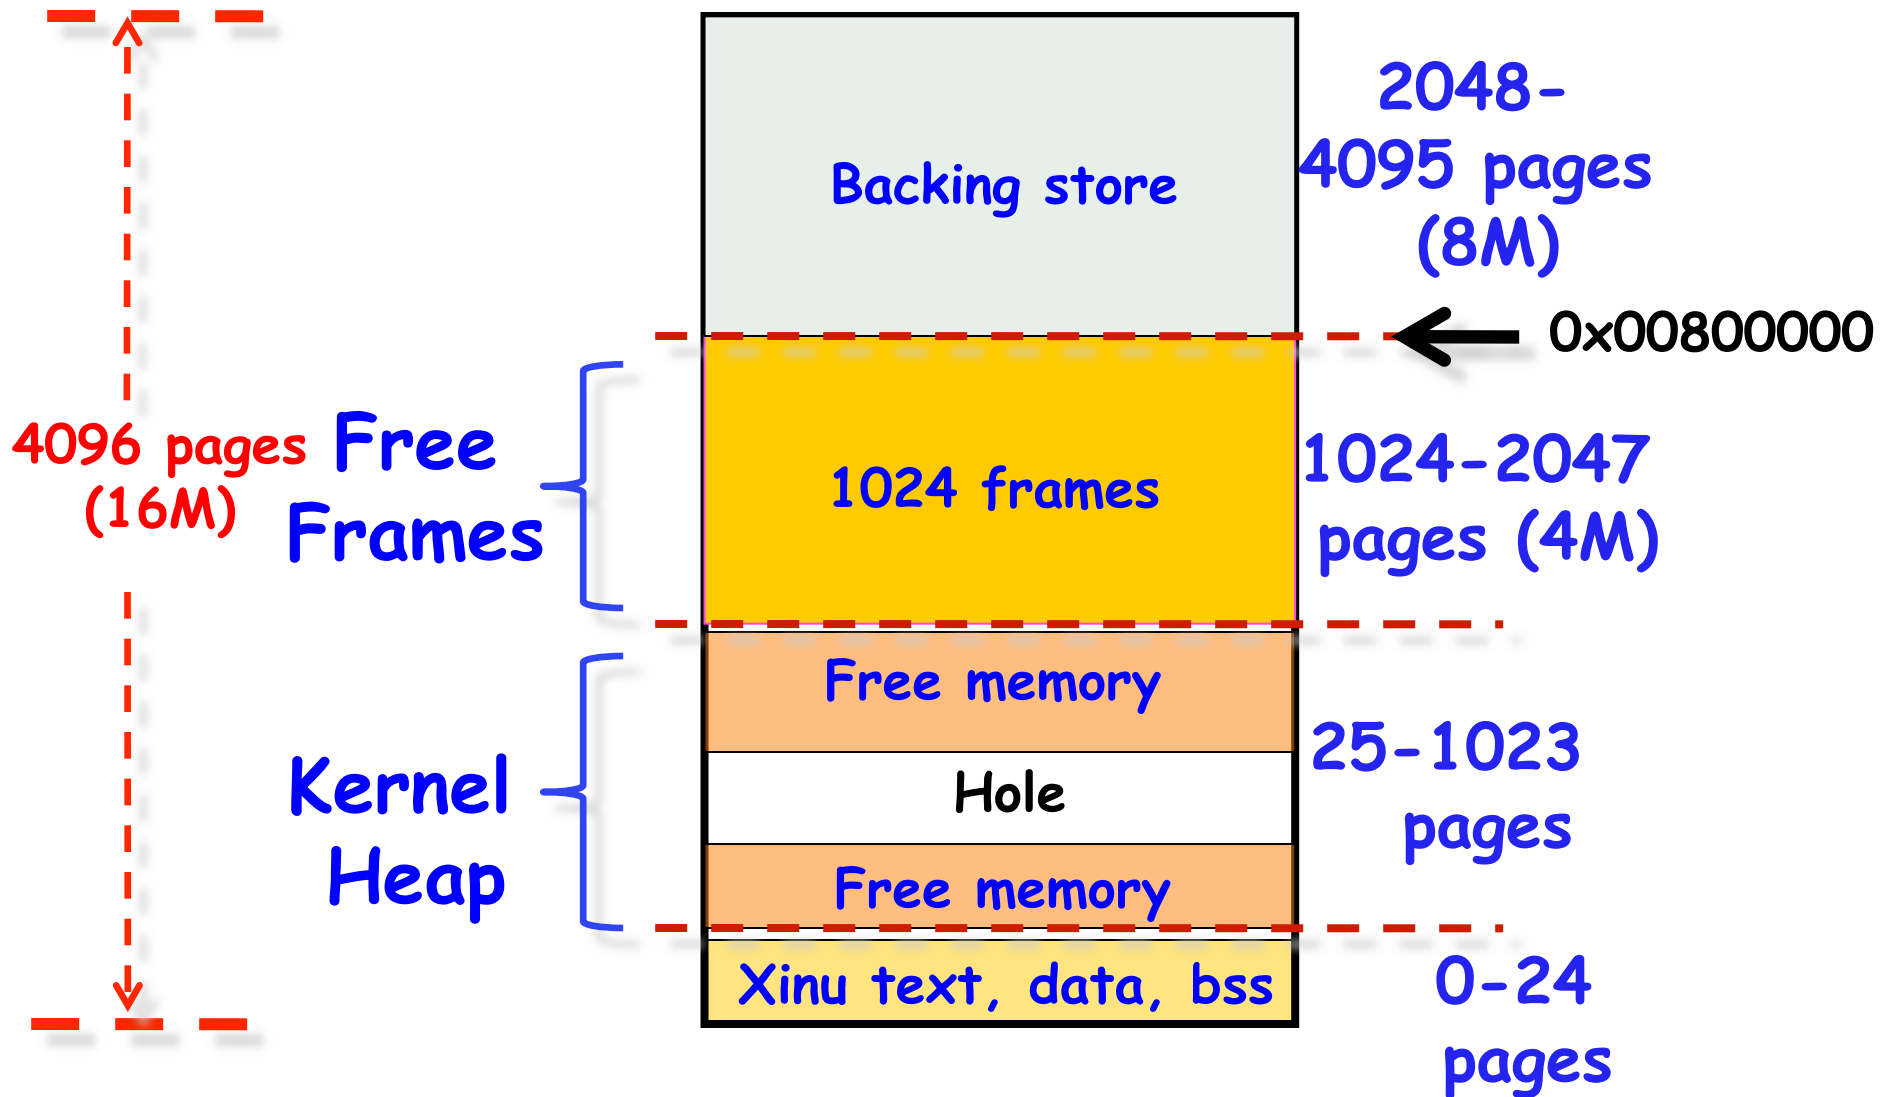 2048-
4095 pages
(8M)
Backing store
0x00800000
4096 pages
(16M)
Free
Frames
1024 frames
1024-2047
pages (4M)
Free memory
25-1023
pages
Hole
Kernel
Heap
Free memory
Xinu text, data, bss
0-24
pages